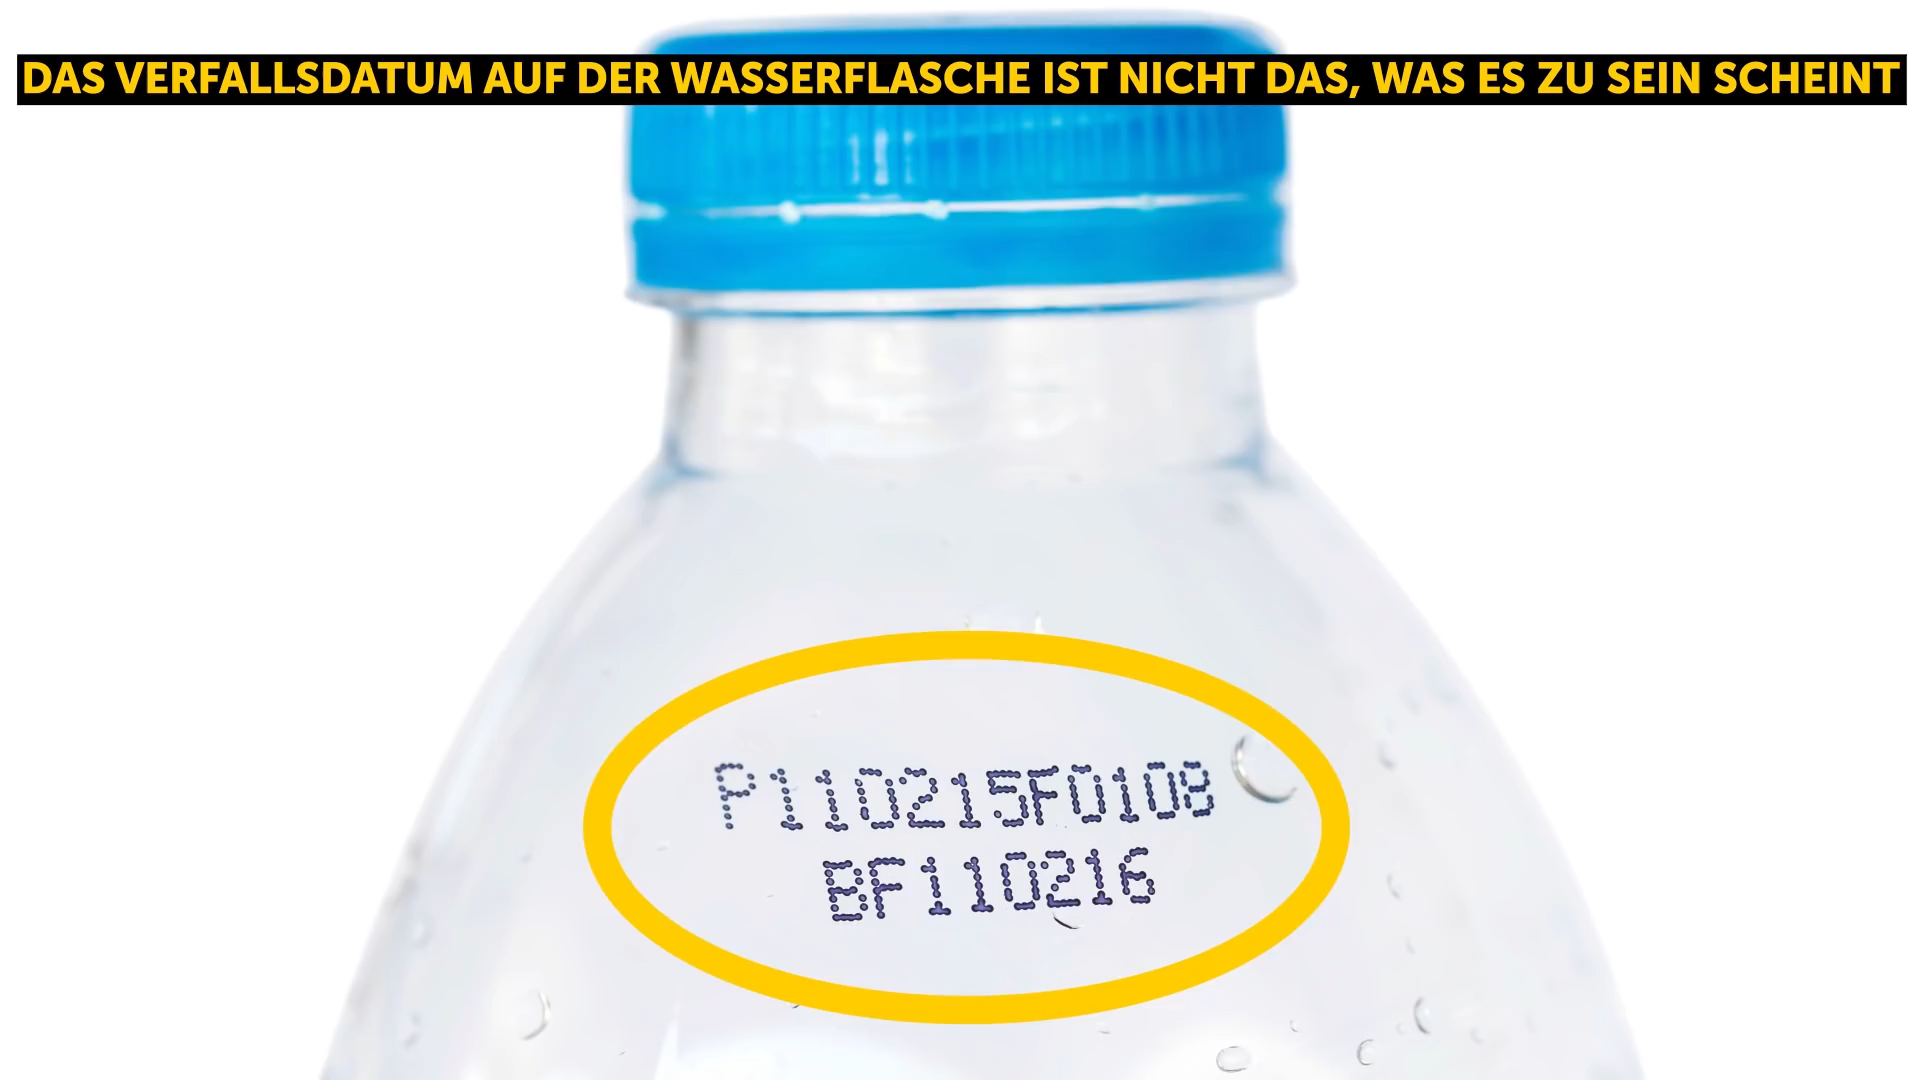 DAS VERFALLSDATUM AUF DER WASSERFLASCHE IST NICHT DAS, WAS ES ZU SEIN SCHEINT
P110215F0108
BF110216